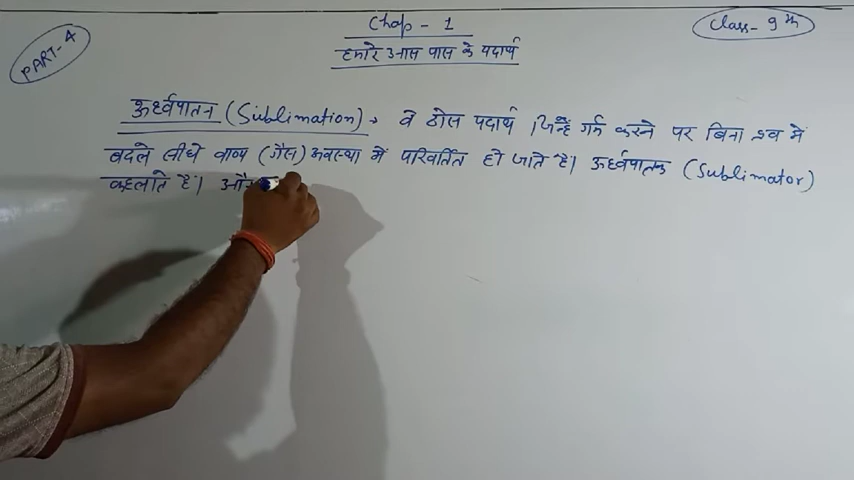 PART-4
Chap - 1
Class- 9th
हमारे आस पास के पदार्थ
ऊर्ध्वपातन (Sublimation) → वे ठोस पदार्थ, जिन्हें गर्म करने पर बिना द्रव में
बदले सीधे वाष्प (गैस) अवस्था में परिवर्तित हो जाते है। ऊर्ध्वपातक (Sublimator)
कहलाते है।